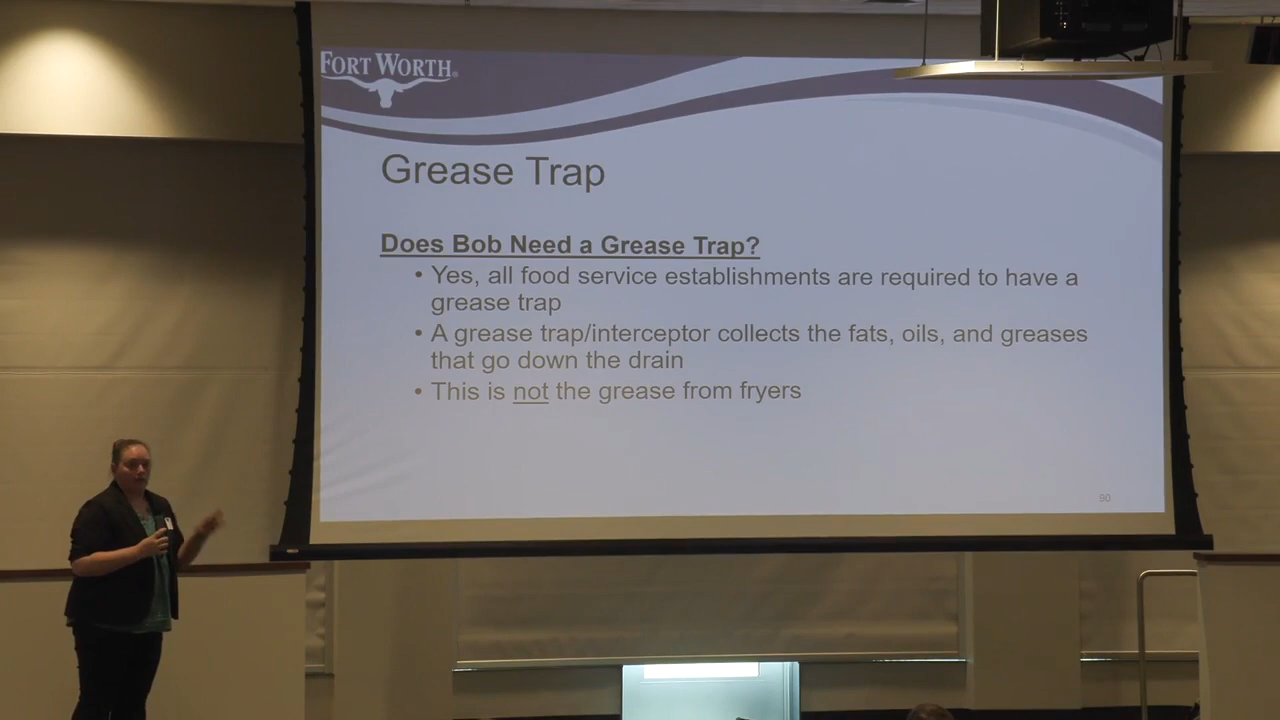 FORT WORTH®
Grease Trap
Does Bob Need a Grease Trap?
• Yes, all food service establishments are required to have a
grease trap
• A grease trap/interceptor collects the fats, oils, and greases
that go down the drain
• This is not the grease from fryers
90